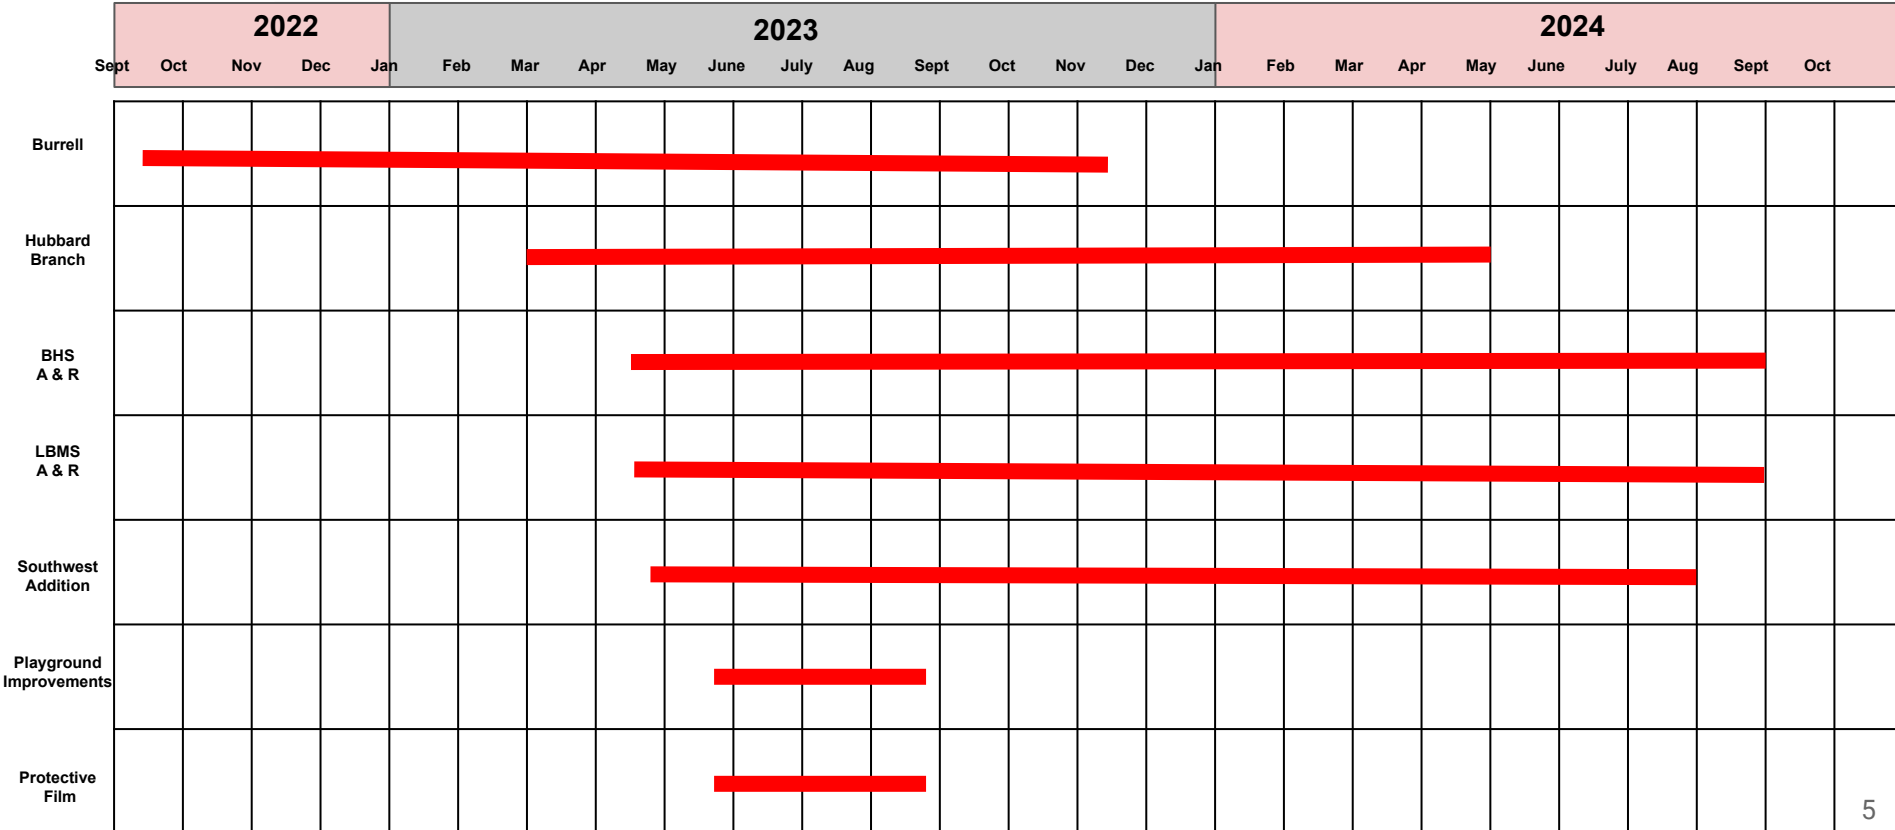 2022 2023 2024
Sept Oct Nov Dec Jan Feb Mar Apr May June July Aug Sept Oct Nov Dec Jan Feb Mar Apr May June July Aug Sept Oct
Burrell
Hubbard
Branch
BHS
A & R
LBMS
A & R
Southwest
Addition
Playground
Improvements
Protective
Film
5